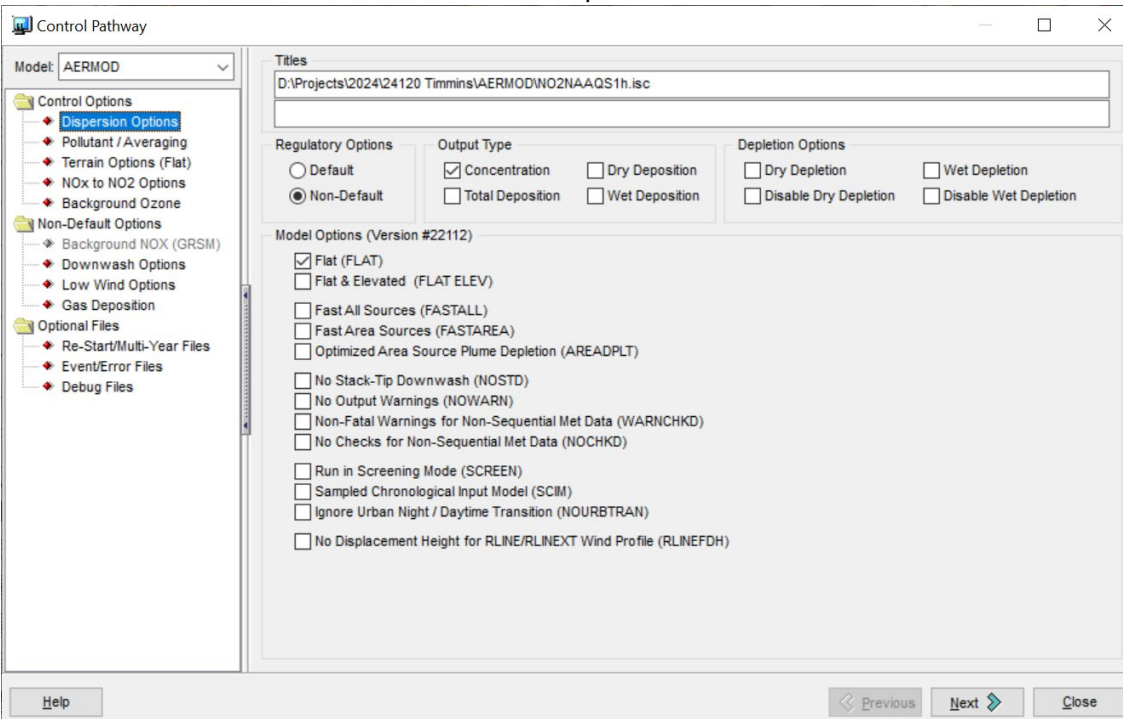 Control Pathway
Model: AERMOD
Control Options
Dispersion Options
Pollutant / Averaging
Terrain Options (Flat)
NOx to NO2 Options
Background Ozone
Non-Default Options
Background NOX (GRSM)
Downwash Options
Low Wind Options
Gas Deposition
Optional Files
Re-Start/Multi-Year Files
Event/Error Files
Debug Files
Titles
D:\Projects\2024\24120 Timmins\AERMOD\NO2NAAQS1h.isc
Regulatory Options
Default
Non-Default
Output Type
Concentration Dry Deposition
Total Deposition Wet Deposition
Depletion Options
Dry Depletion Wet Depletion
Disable Dry Depletion Disable Wet Depletion
Model Options (Version #22112)
Flat (FLAT)
Flat & Elevated (FLAT ELEV)
Fast All Sources (FASTALL)
Fast Area Sources (FASTAREA)
Optimized Area Source Plume Depletion (AREADPLT)
No Stack-Tip Downwash (NOSTD)
No Output Warnings (NOWARN)
Non-Fatal Warnings for Non-Sequential Met Data (WARNCHKD)
No Checks for Non-Sequential Met Data (NOCHKD)
Run in Screening Mode (SCREEN)
Sampled Chronological Input Model (SCIM)
Ignore Urban Night / Daytime Transition (NOURBTRAN)
No Displacement Height for RLINE/RLINEXT Wind Profile (RLINEFDH)
Help
Previous
Next
Close